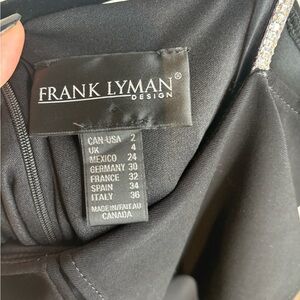 FRANK LYMAN®
DESIGN
CAN-USA 2
UK 4
MEXICO 24
GERMANY 30
FRANCE 32
SPAIN 34
ITALY 36
MADE IN/FAIT AU
CANADA